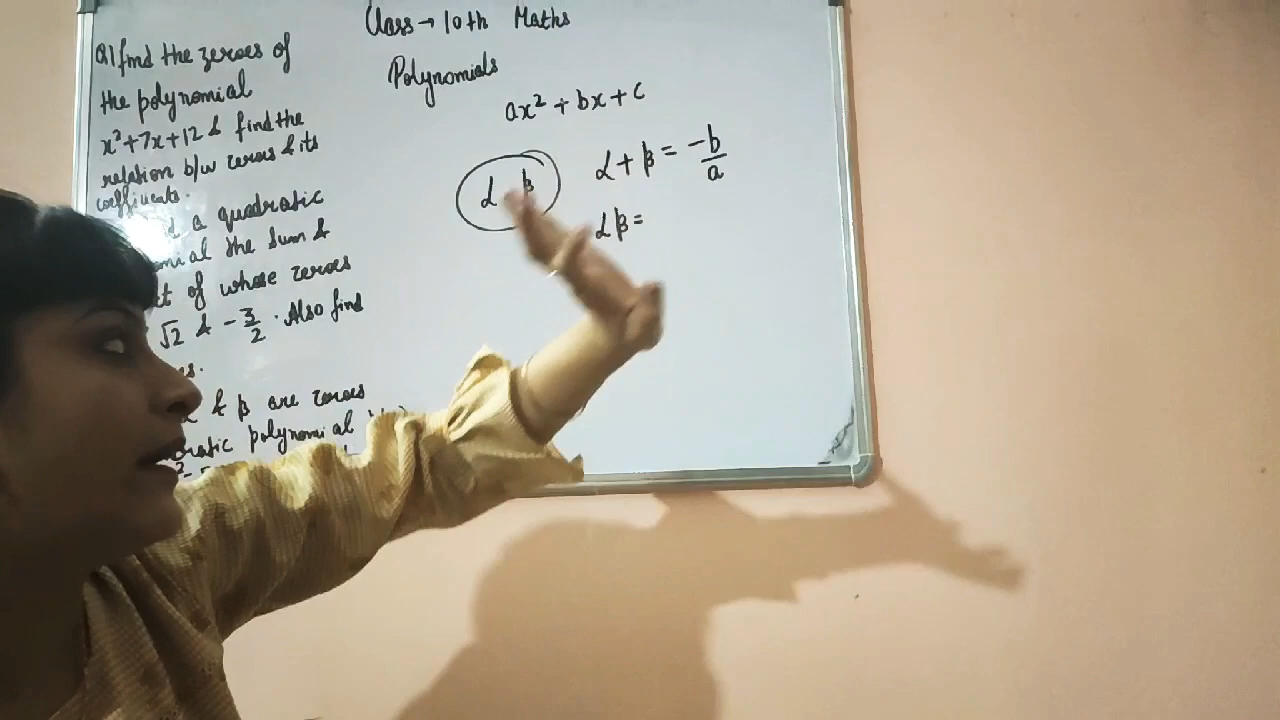 Class → 10th Maths
Polynomials
Q1 find the zeroes of
the polynomial
x²+7x+12 & find the
relation b/w zeroes & its
coefficients.
a quadratic
the sum &
of whose zeroes
√2 & -3/2 . Also find
& β are zeroes
polynomial
ax² + bx + c
α β
α + β = -b/a
αβ =